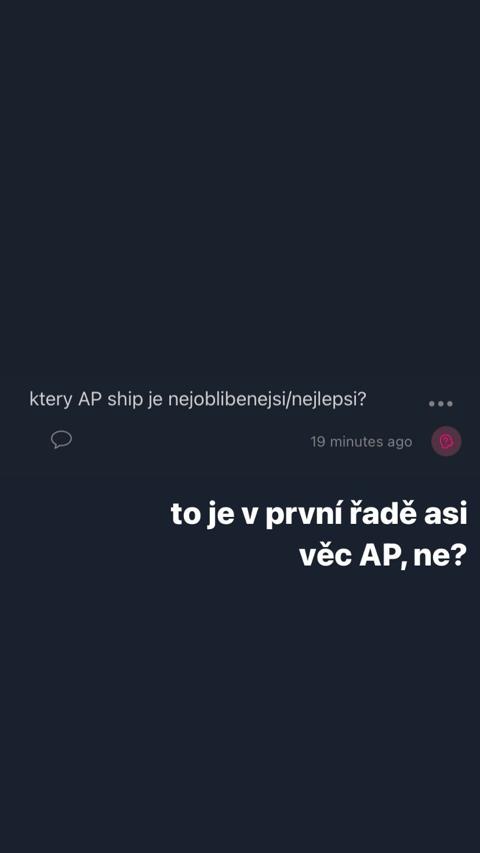 ktery AP ship je nejoblibenejsi/nejlepsi?
19 minutes ago
to je v první řadě asi
věc AP, ne?